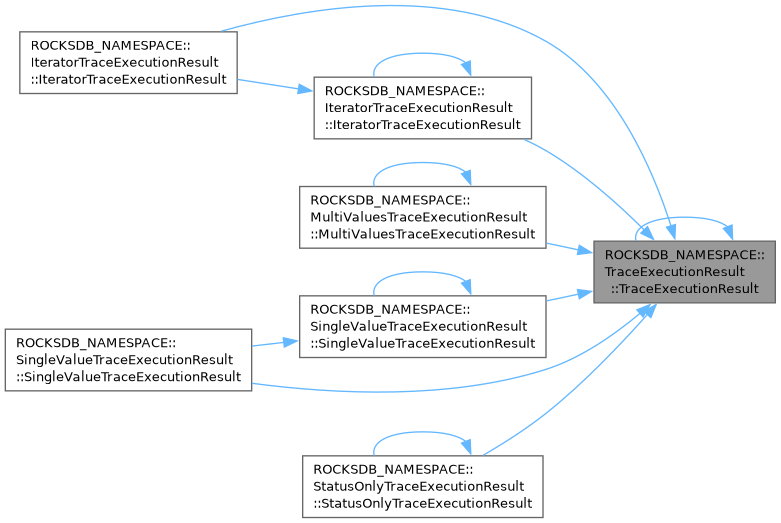 ROCKSDB_NAMESPACE::
IteratorTraceExecutionResult
::IteratorTraceExecutionResult
ROCKSDB_NAMESPACE::
IteratorTraceExecutionResult
::IteratorTraceExecutionResult
ROCKSDB_NAMESPACE::
MultiValuesTraceExecutionResult
::MultiValuesTraceExecutionResult
ROCKSDB_NAMESPACE::
TraceExecutionResult
::TraceExecutionResult
ROCKSDB_NAMESPACE::
SingleValueTraceExecutionResult
::SingleValueTraceExecutionResult
ROCKSDB_NAMESPACE::
SingleValueTraceExecutionResult
::SingleValueTraceExecutionResult
ROCKSDB_NAMESPACE::
StatusOnlyTraceExecutionResult
::StatusOnlyTraceExecutionResult